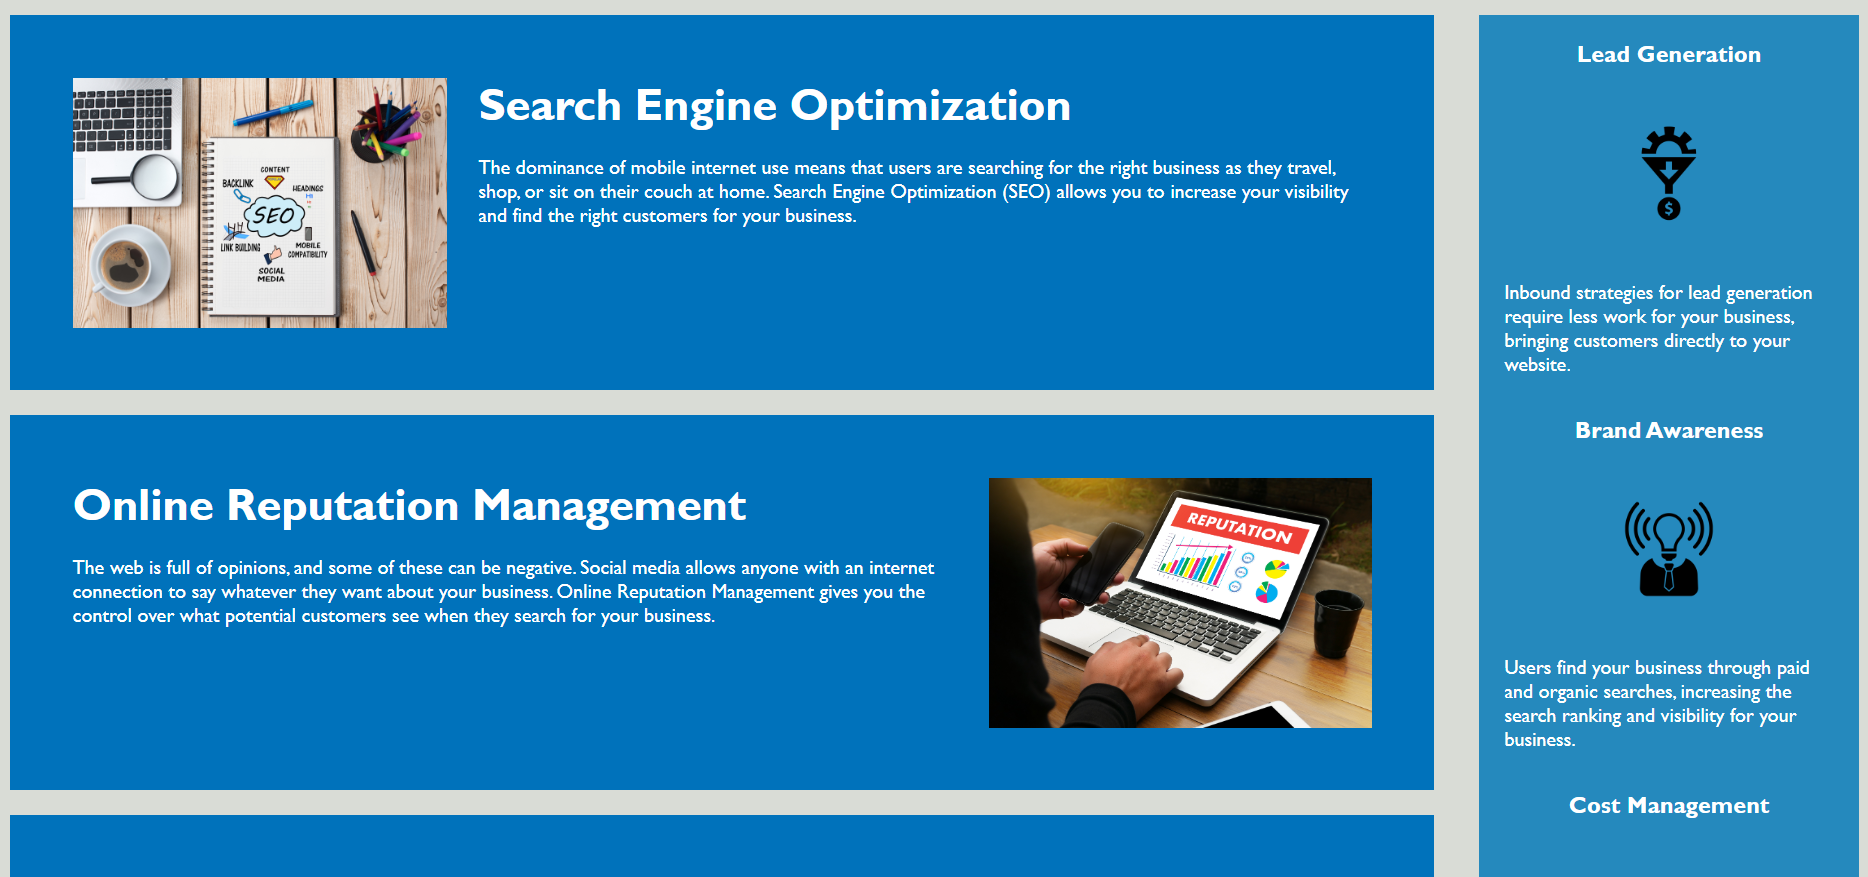 Search Engine Optimization
The dominance of mobile internet use means that users are searching for the right business as they travel,
shop, or sit on their couch at home. Search Engine Optimization (SEO) allows you to increase your visibility
and find the right customers for your business.
CONTENT
BACKLINK
HEADINGS
SEO
LINK BUILDING
MOBILE
COMPATIBILITY
SOCIAL
MEDIA
Online Reputation Management
The web is full of opinions, and some of these can be negative. Social media allows anyone with an internet
connection to say whatever they want about your business. Online Reputation Management gives you the
control over what potential customers see when they search for your business.
REPUTATION
Lead Generation
$
Inbound strategies for lead generation
require less work for your business,
bringing customers directly to your
website.
Brand Awareness
Users find your business through paid
and organic searches, increasing the
search ranking and visibility for your
business.
Cost Management